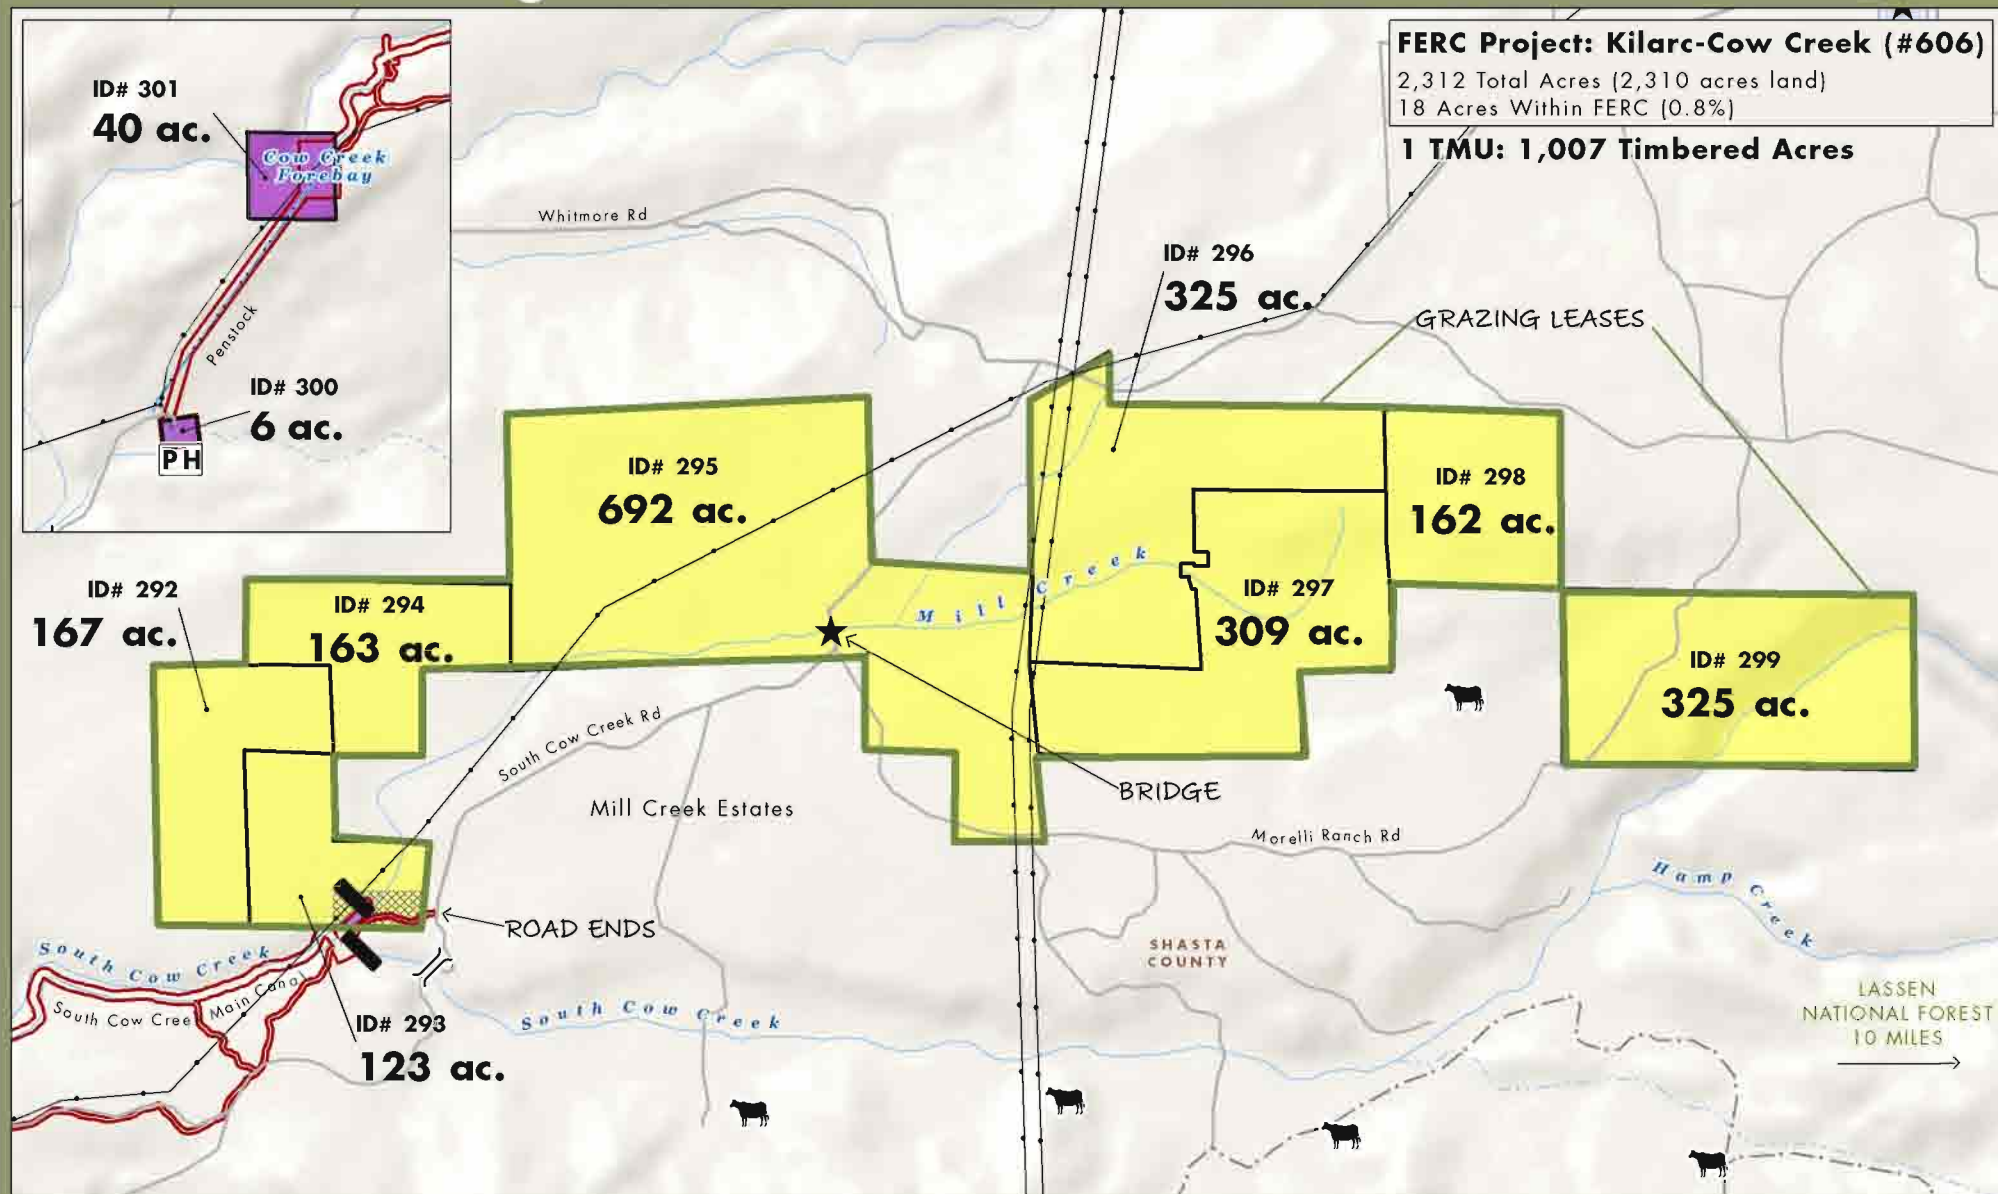 FERC Project: Kilarc-Cow Creek (#606)
2,312 Total Acres (2,310 acres land)
18 Acres Within FERC (0.8%)
1 TMU: 1,007 Timbered Acres
ID# 301
40 ac.
Cow Creek
Forebay
Penstock
ID# 300
6 ac.
PH
Whitmore Rd
ID# 296
325 ac.
GRAZING LEASES
ID# 295
692 ac.
ID# 298
162 ac.
ID# 292
167 ac.
ID# 294
163 ac.
Mill Creek
ID# 297
309 ac.
ID# 299
325 ac.
South Cow Creek Rd
Mill Creek Estates
BRIDGE
Morelli Ranch Rd
Hamp Creek
ROAD ENDS
South Cow Creek
South Cow Cree Main Canal
SHASTA
COUNTY
South Cow Creek
ID# 293
123 ac.
LASSEN
NATIONAL FOREST
10 MILES